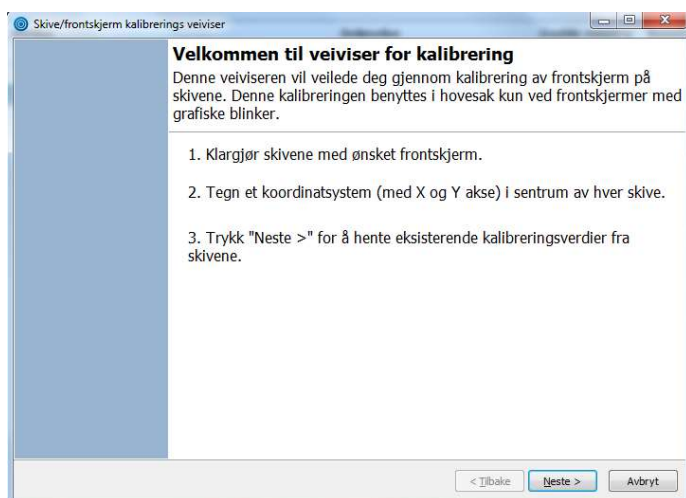 Skive/frontskjerm kalibrerings veiviser
Velkommen til veiviser for kalibrering
Denne veiviseren vil veilede deg gjennom kalibrering av frontskjerm på
skivene. Denne kalibreringen benyttes i hovesak kun ved frontskjermer med
grafiske blinker.
1. Klargjør skivene med ønsket frontskjerm.
2. Tegn et koordinatsystem (med X og Y akse) i sentrum av hver skive.
3. Trykk "Neste >" for å hente eksisterende kalibreringsverdier fra
skivene.
< Tilbake Neste > Avbryt